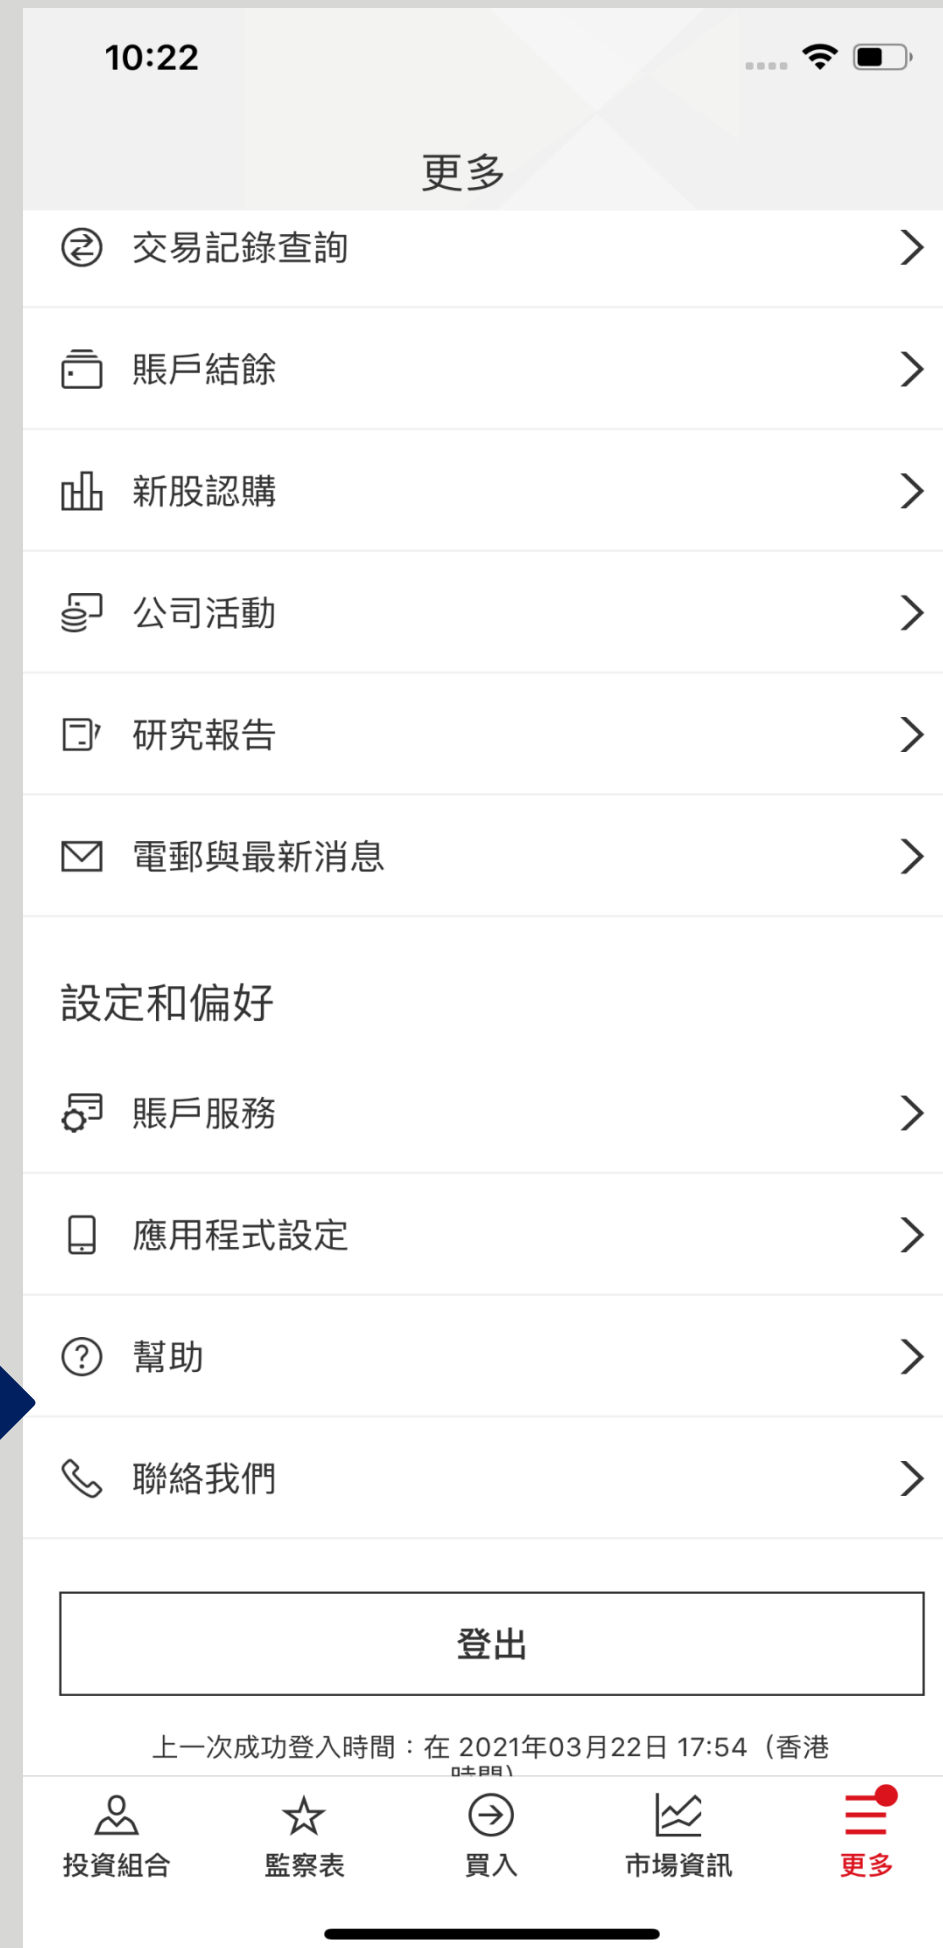 10:22
更多
交易記錄查詢
賬戶結餘
新股認購
公司活動
研究報告
電郵與最新消息
設定和偏好
賬戶服務
應用程式設定
幫助
聯絡我們
登出
上一次成功登入時間：在 2021年03月22日 17:54（香港
時間）
投資組合
監察表
買入
市場資訊
更多